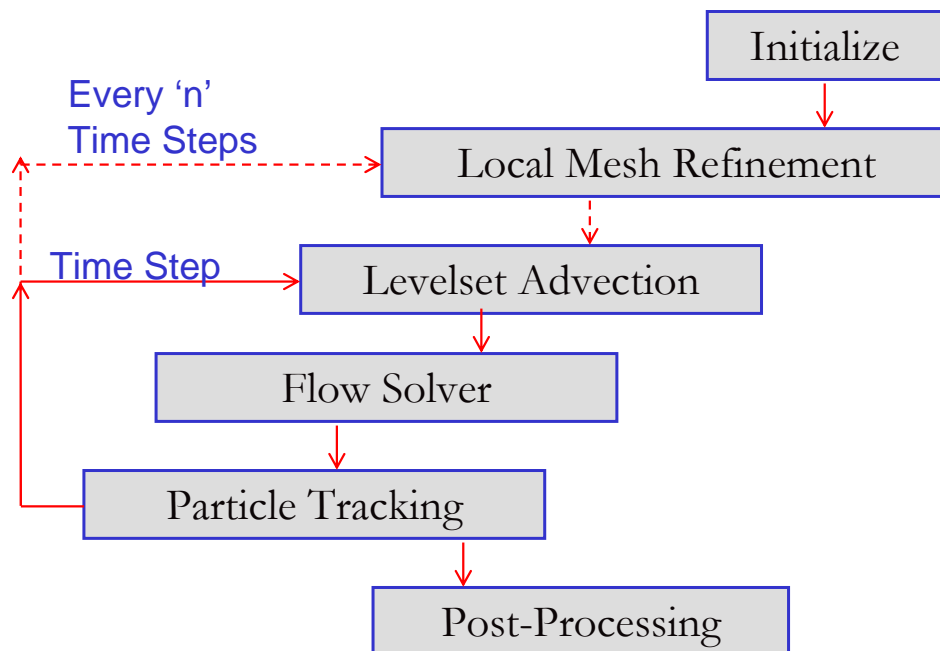 Initialize
Every ‘n’
Time Steps
Local Mesh Refinement
Time Step
Levelset Advection
Flow Solver
Particle Tracking
Post-Processing